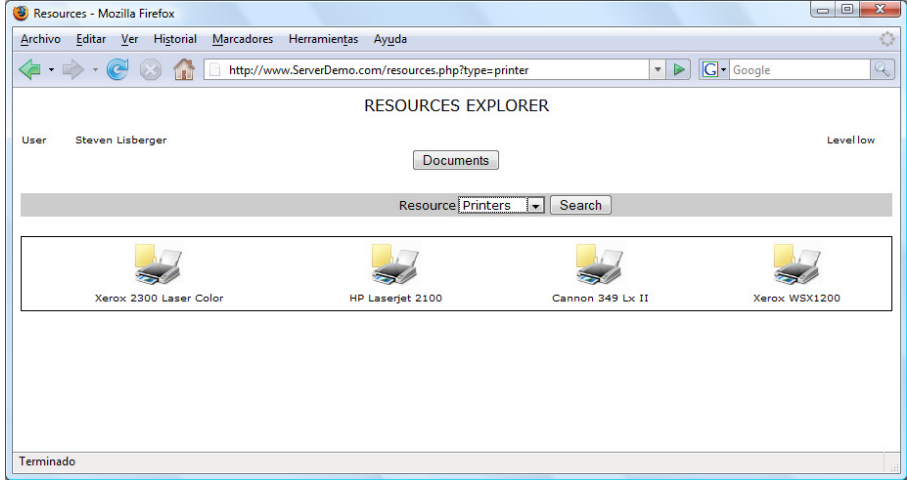 Resources - Mozilla Firefox
Archivo Editar Ver Historial Marcadores Herramientas Ayuda
http://www.ServerDemo.com/resources.php?type=printer G Google
RESOURCES EXPLORER
User Steven Lisberger Level low
Documents
Resource Printers Search
Xerox 2300 Laser Color HP Laserjet 2100 Cannon 349 Lx II Xerox WSX1200
Terminado